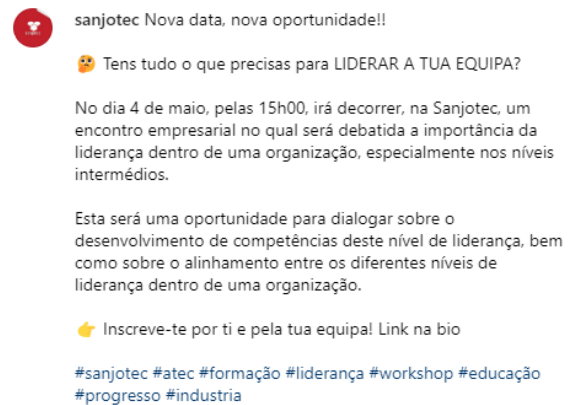 sanjotec Nova data, nova oportunidade!!
🤔 Tens tudo o que precisas para LIDERAR A TUA EQUIPA?
No dia 4 de maio, pelas 15h00, irá decorrer, na Sanjotec, um
encontro empresarial no qual será debatida a importância da
liderança dentro de uma organização, especialmente nos níveis
intermédios.
Esta será uma oportunidade para dialogar sobre o
desenvolvimento de competências deste nível de liderança, bem
como sobre o alinhamento entre os diferentes níveis de
liderança dentro de uma organização.
👉 Inscreve-te por ti e pela tua equipa! Link na bio
#sanjotec #atec #formação #liderança #workshop #educação
#progresso #industria